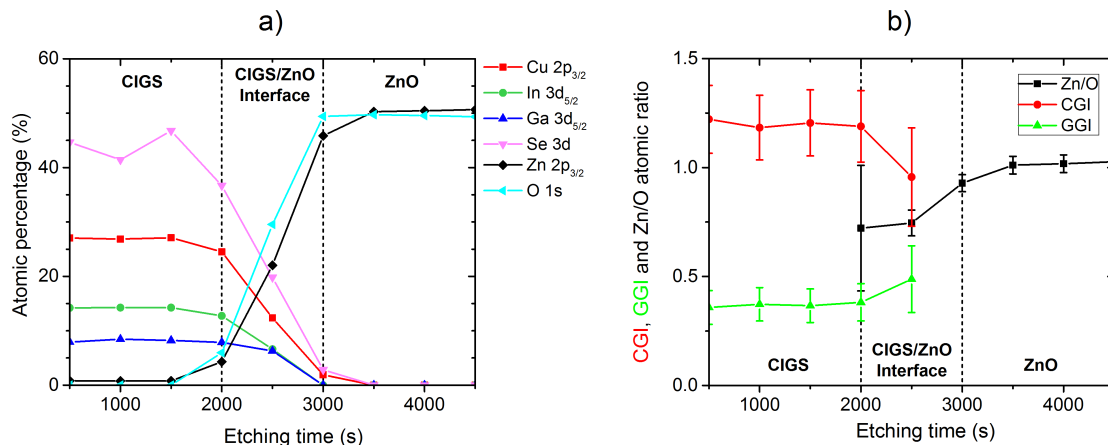 a)
60
40
20
0
Atomic percentage (%)
1000
2000
3000
4000
Etching time (s)
CIGS
CIGS/ZnO
Interface
ZnO
Cu 2p3/2
In 3d5/2
Ga 3d5/2
Se 3d
Zn 2p3/2
O 1s
b)
1.5
1.0
0.5
0.0
CGI, GGI and Zn/O atomic ratio
1000
2000
3000
4000
Etching time (s)
Zn/O
CGI
GGI
CIGS
CIGS/ZnO
Interface
ZnO